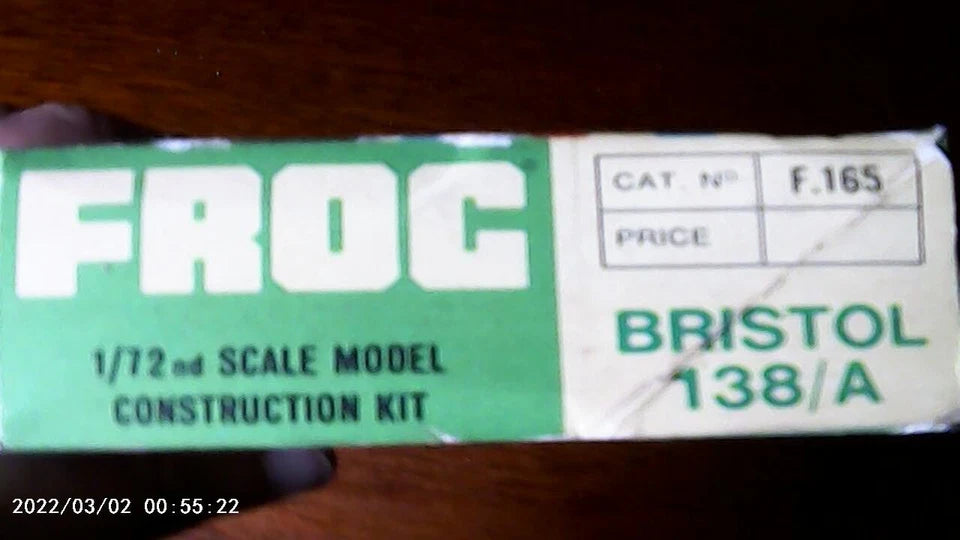 FROG
1/72nd SCALE MODEL
CONSTRUCTION KIT
CAT. Nº F.165
PRICE
BRISTOL
138/A
2022/03/02 00:55:22